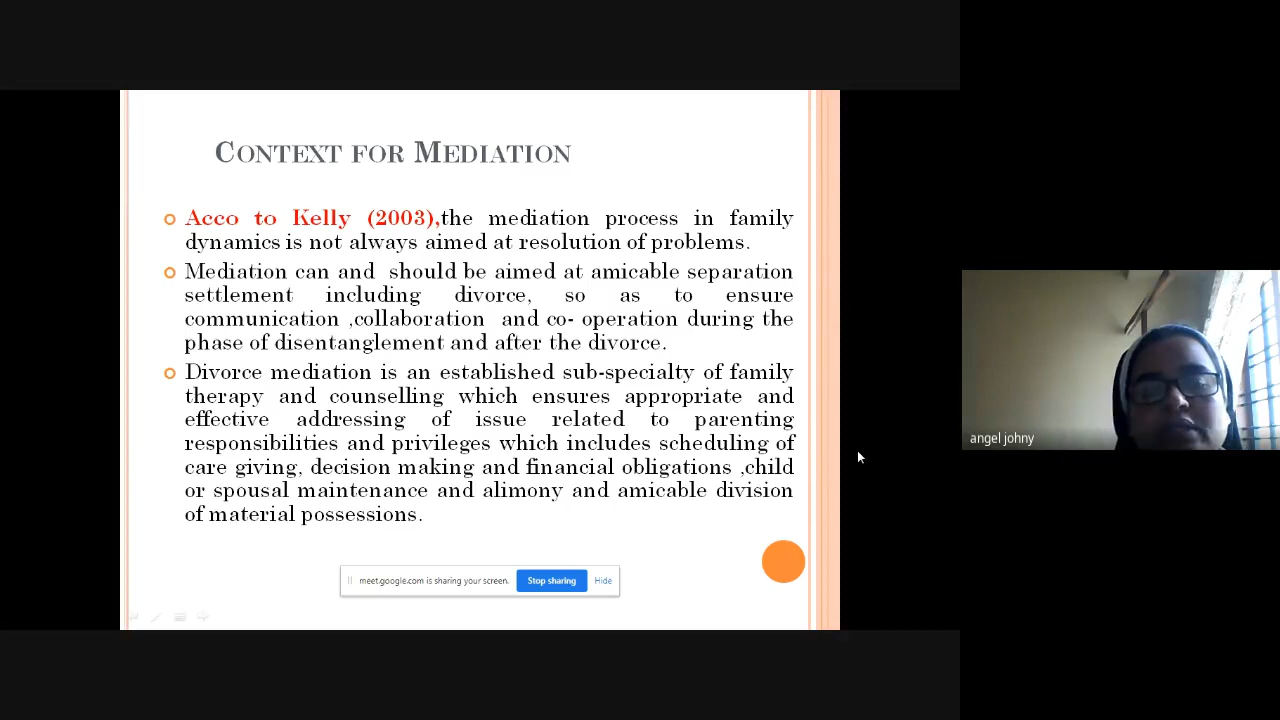 CONTEXT FOR MEDIATION
Acco to Kelly (2003),the mediation process in family
dynamics is not always aimed at resolution of problems.
Mediation can and should be aimed at amicable separation
settlement including divorce, so as to ensure
communication ,collaboration and co- operation during the
phase of disentanglement and after the divorce.
Divorce mediation is an established sub-specialty of family
therapy and counselling which ensures appropriate and
effective addressing of issue related to parenting
responsibilities and privileges which includes scheduling of
care giving, decision making and financial obligations ,child
or spousal maintenance and alimony and amicable division
of material possessions.
meet.google.com is sharing your screen. Stop sharing Hide
angel johny